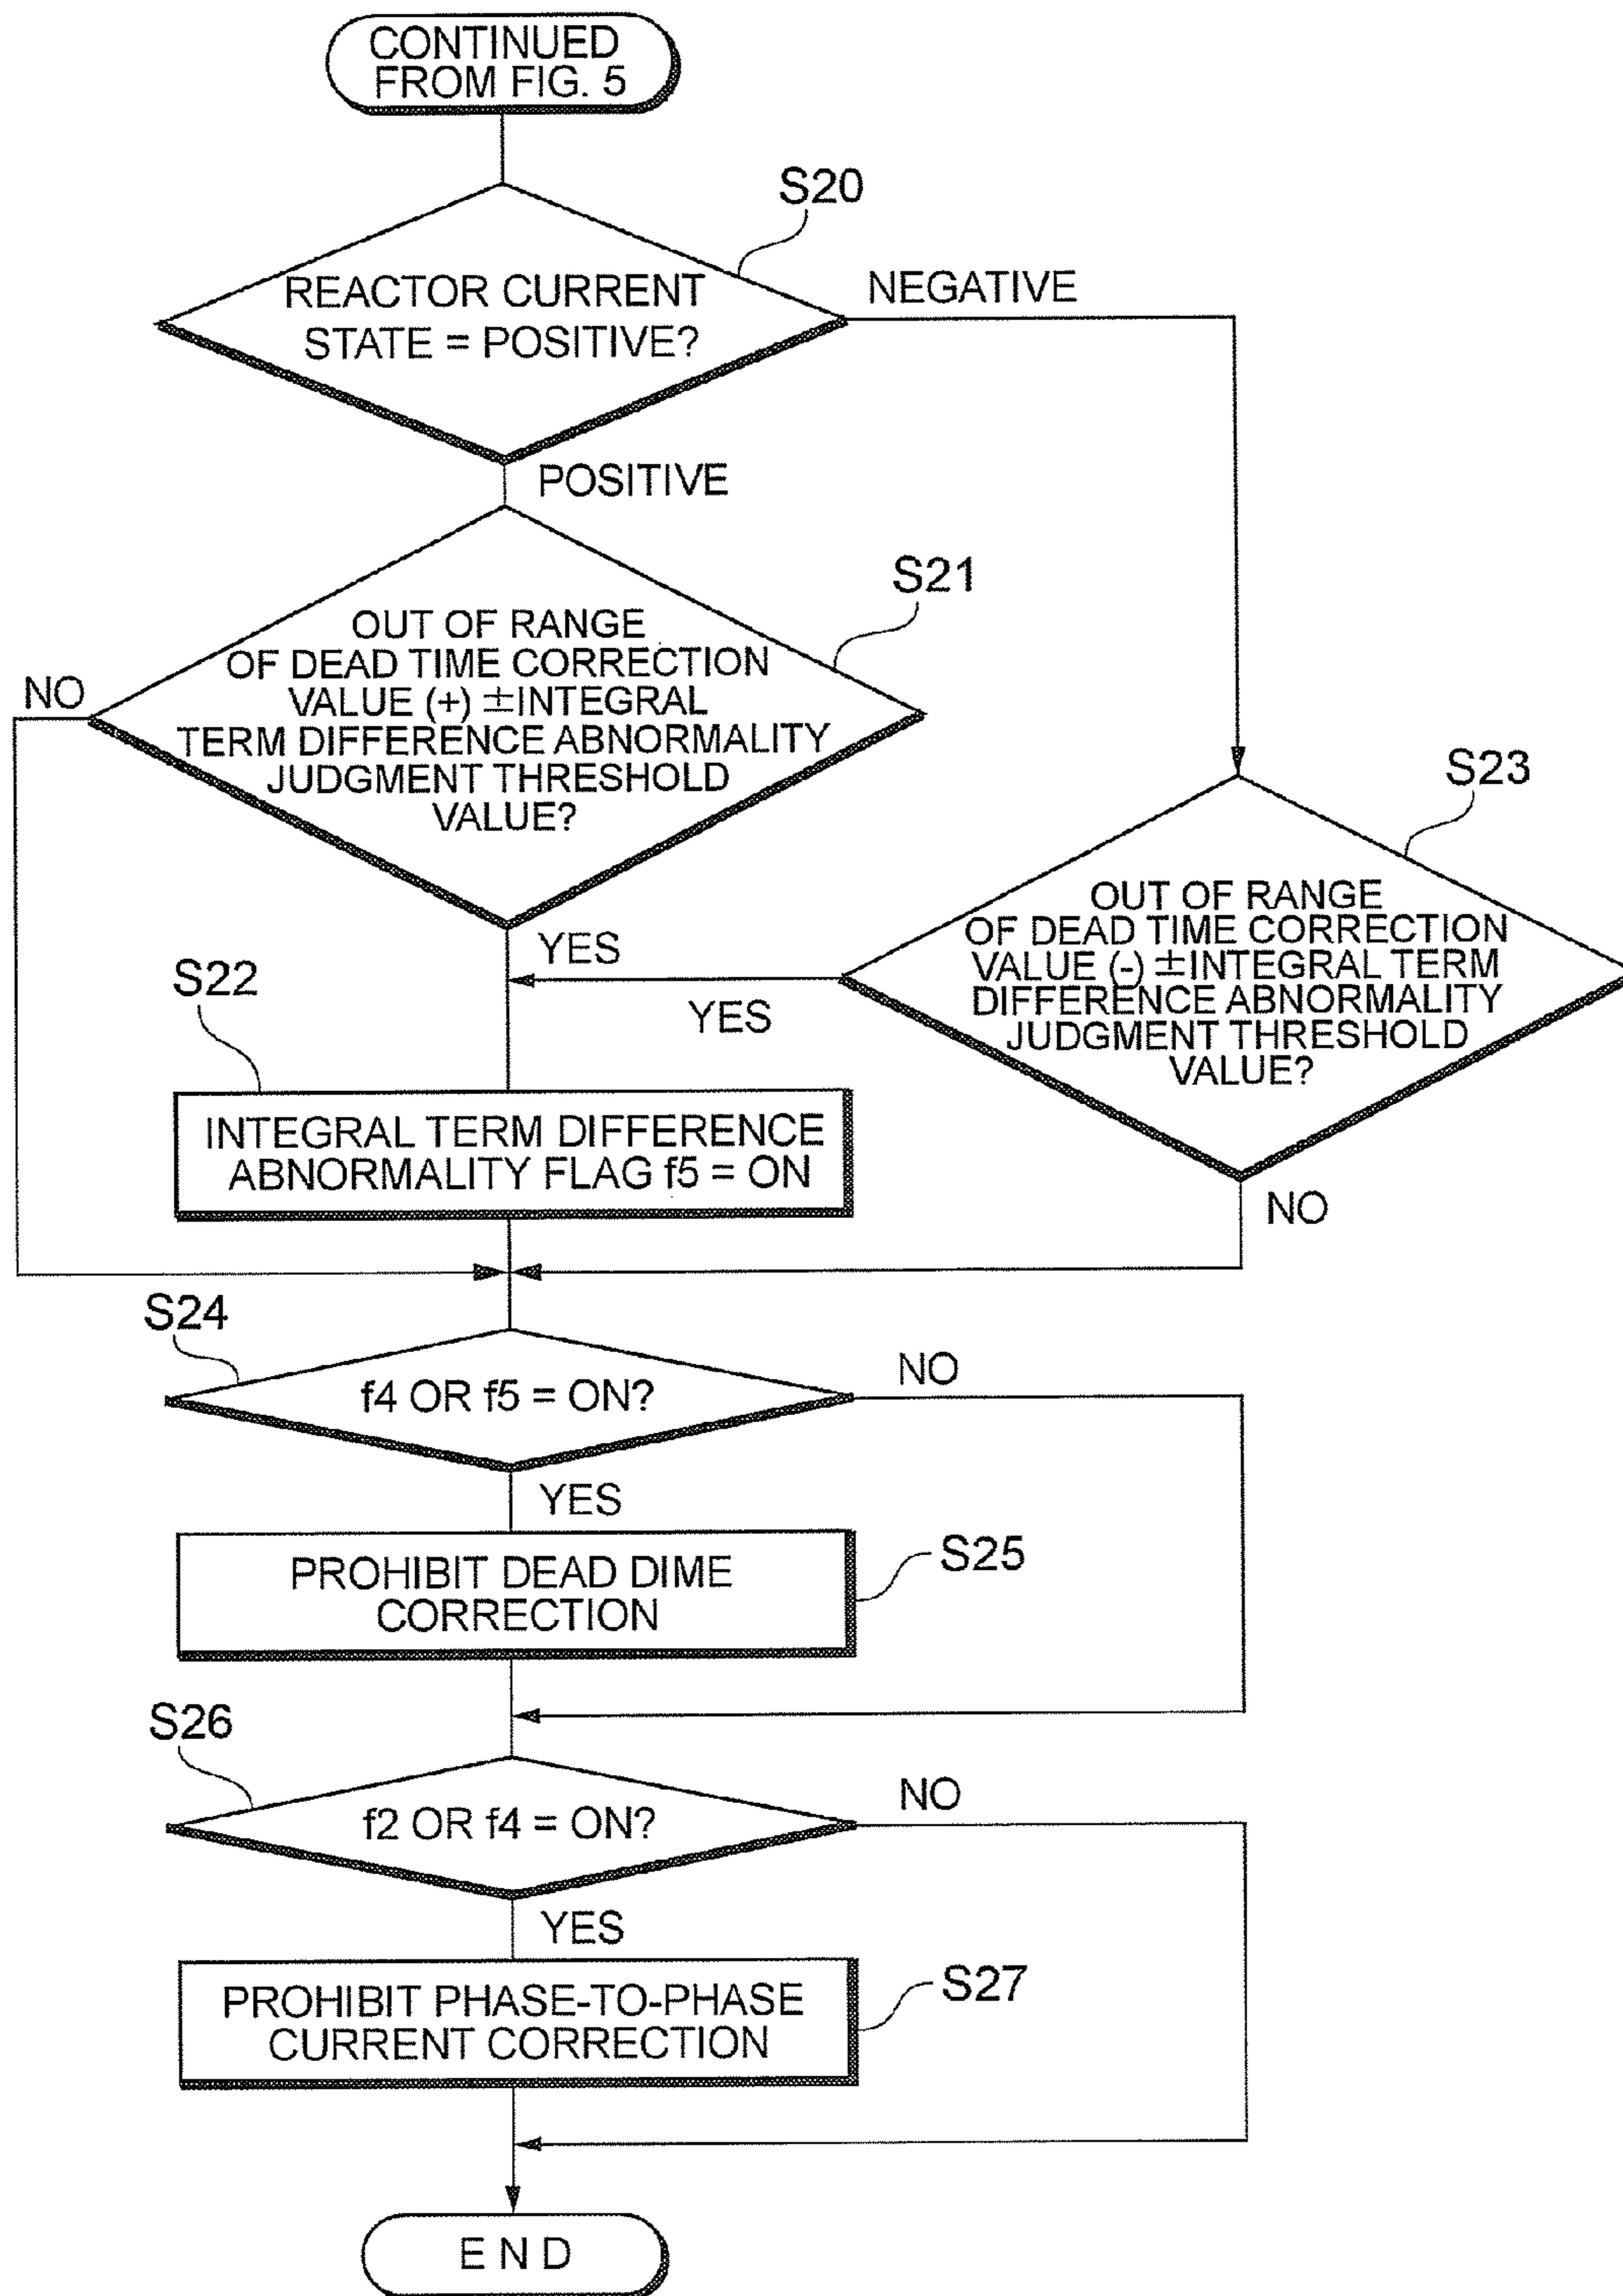 CONTINUED
FROM FIG. 5
S20
REACTOR CURRENT
STATE = POSITIVE?
NEGATIVE
POSITIVE
S21
OUT OF RANGE
OF DEAD TIME CORRECTION
VALUE (+) ±INTEGRAL
TERM DIFFERENCE ABNORMALITY
JUDGMENT THRESHOLD
VALUE?
NO
YES
S23
OUT OF RANGE
OF DEAD TIME CORRECTION
VALUE (-) ±INTEGRAL TERM
DIFFERENCE ABNORMALITY
JUDGMENT THRESHOLD
VALUE?
YES
NO
S22
INTEGRAL TERM DIFFERENCE
ABNORMALITY FLAG f5 = ON
S24
f4 OR f5 = ON?
NO
YES
PROHIBIT DEAD DIME
CORRECTION
S25
S26
f2 OR f4 = ON?
NO
YES
PROHIBIT PHASE-TO-PHASE
CURRENT CORRECTION
S27
END